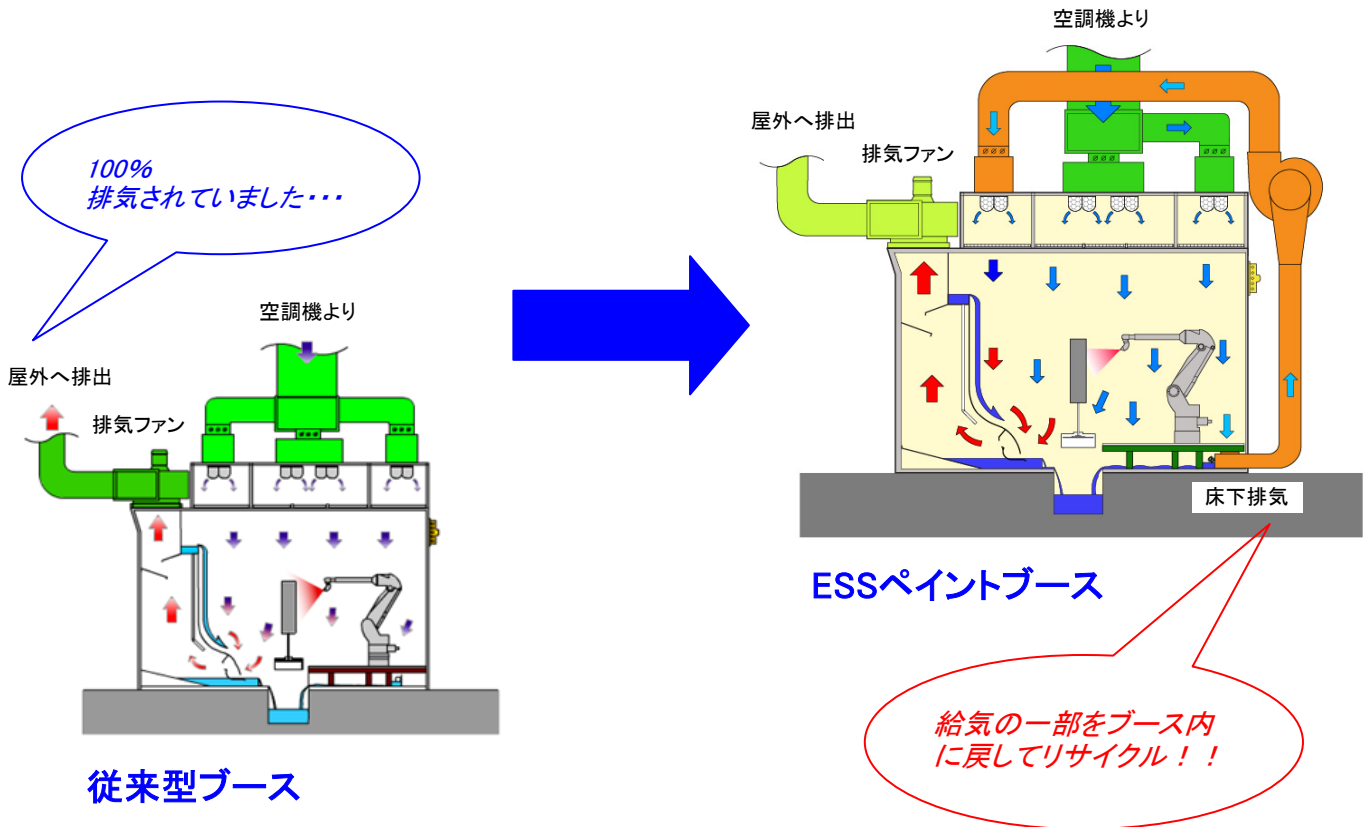 100%
排気されていました・・・
空調機より
屋外へ排出
排気ファン
従来型ブース
空調機より
屋外へ排出
排気ファン
床下排気
ESSペイントブース
給気の一部をブース内
に戻してリサイクル！！